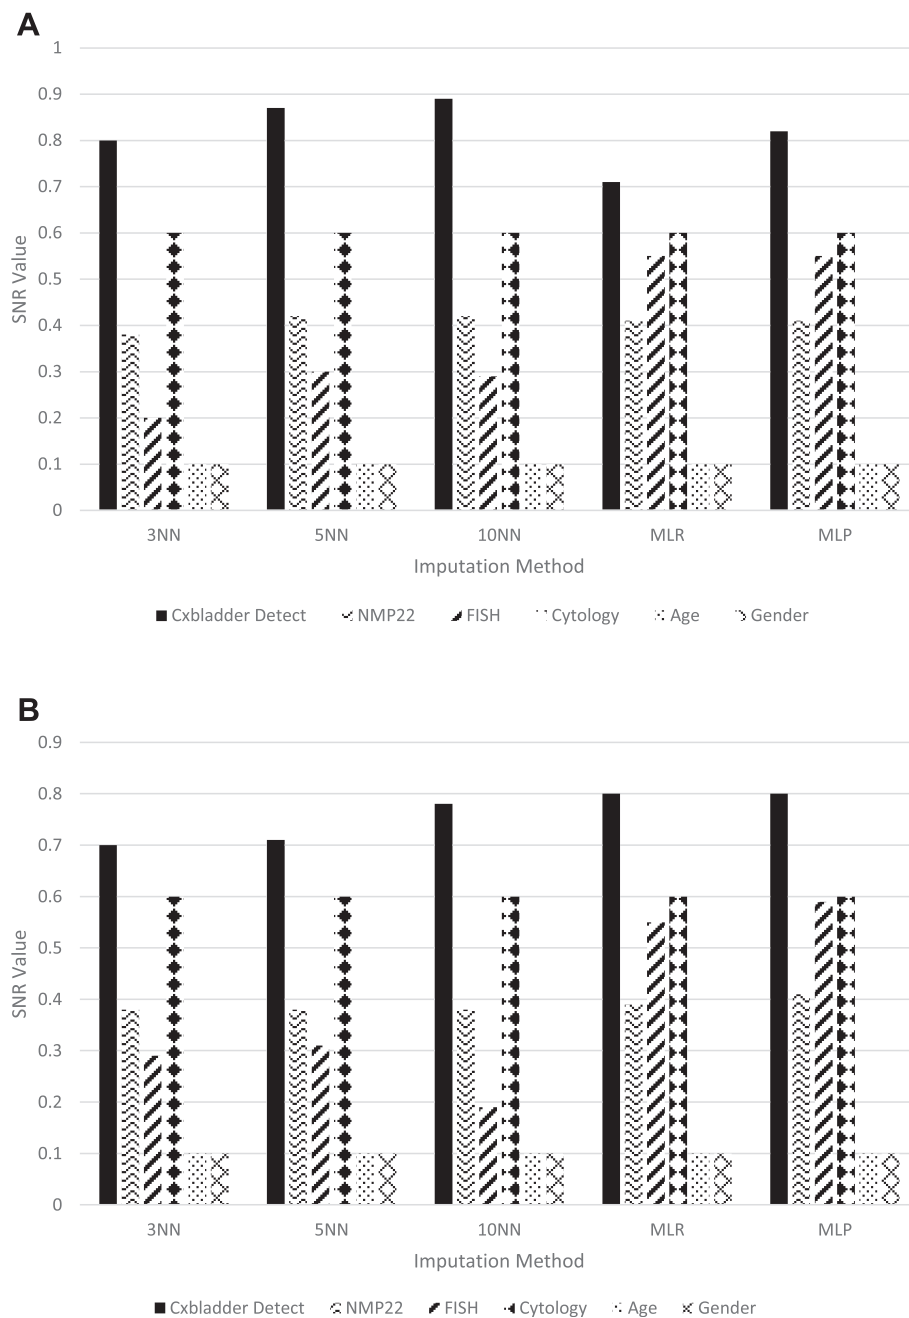 A
1
0.9
0.8
0.7
0.6
0.5
0.4
0.3
0.2
0.1
0
SNR Value
3NN 5NN 10NN MLR MLP
Imputation Method
Cxbladder Detect NMP22 FISH Cytology Age Gender
B
0.9
0.8
0.7
0.6
0.5
0.4
0.3
0.2
0.1
0
SNR Value
3NN 5NN 10NN MLR MLP
Imputation Method
Cxbladder Detect NMP22 FISH Cytology Age Gender